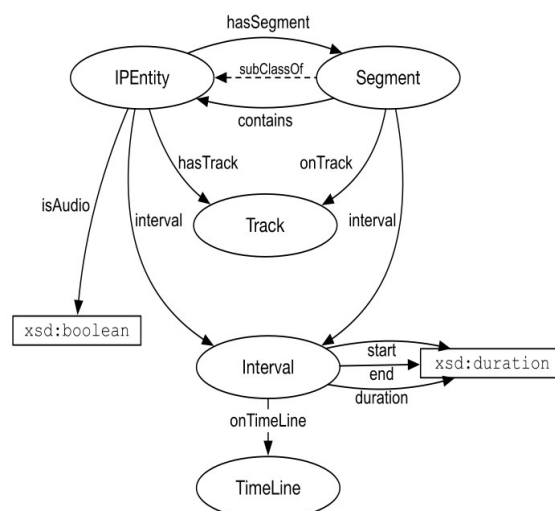 hasSegment
IPEntity
subClassOf
Segment
contains
hasTrack
onTrack
isAudio
interval
Track
interval
xsd:boolean
Interval
start
end
duration
xsd:duration
onTimeLine
TimeLine